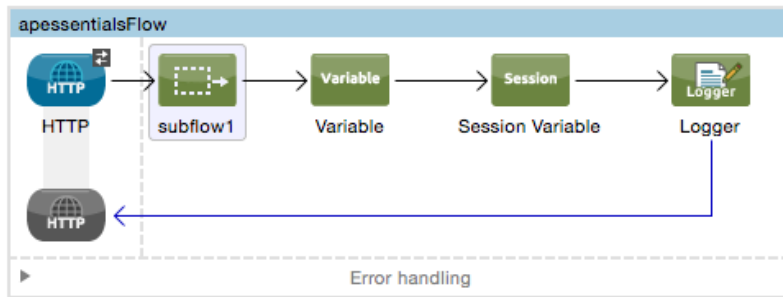 apessentialsFlow
HTTP
Variable
Session
Logger
HTTP
subflow1
Variable
Session Variable
Logger
HTTP
Error handling